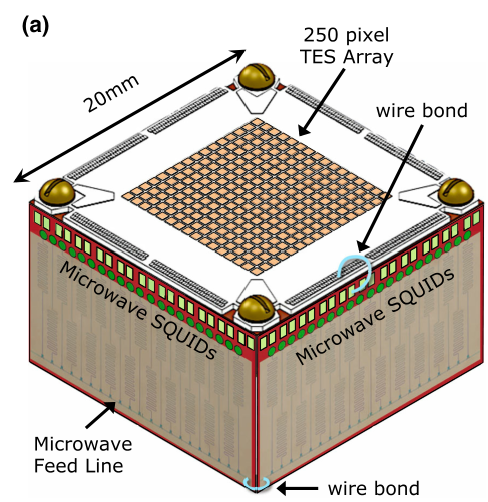 (a)
250 pixel
TES Array
20mm
wire bond
Microwave SQUIDs
Microwave SQUIDs
Microwave
Feed Line
wire bond